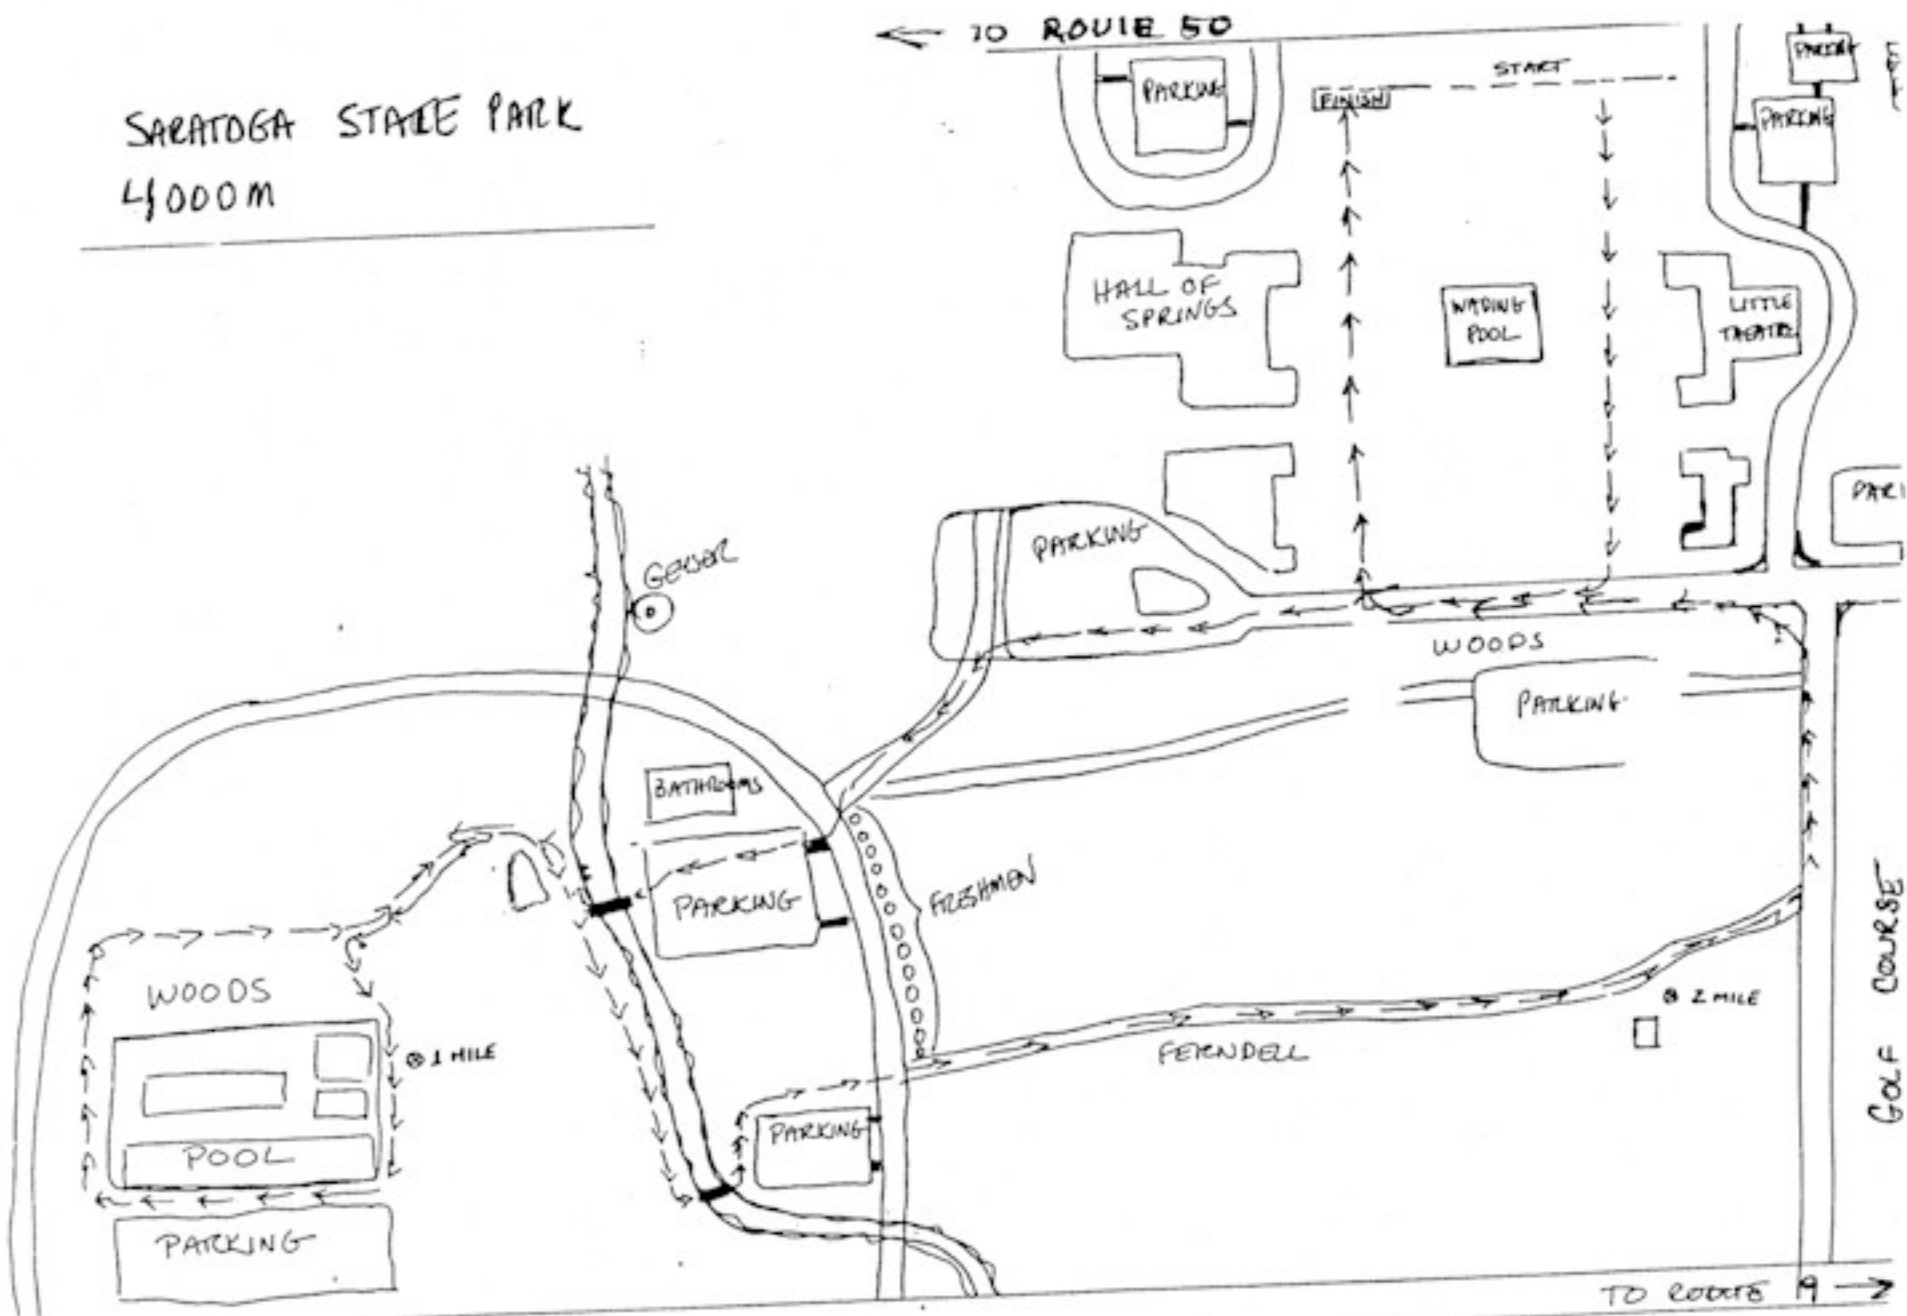 TO ROUTE 50
SARATOGA STATE PARK
4000M
PARKING
FINISH
START
PARKING
PARKING
HALL OF
SPRINGS
WADING
POOL
LITTLE
THEATRE
PARKING
PARI
GEYSER
WOODS
PARKING
BATHROOMS
PARKING
FRESHMEN
WOODS
1 MILE
2 MILE
FERNDELL
GOLF COURSE
POOL
PARKING
PARKING
TO ROUTE 9